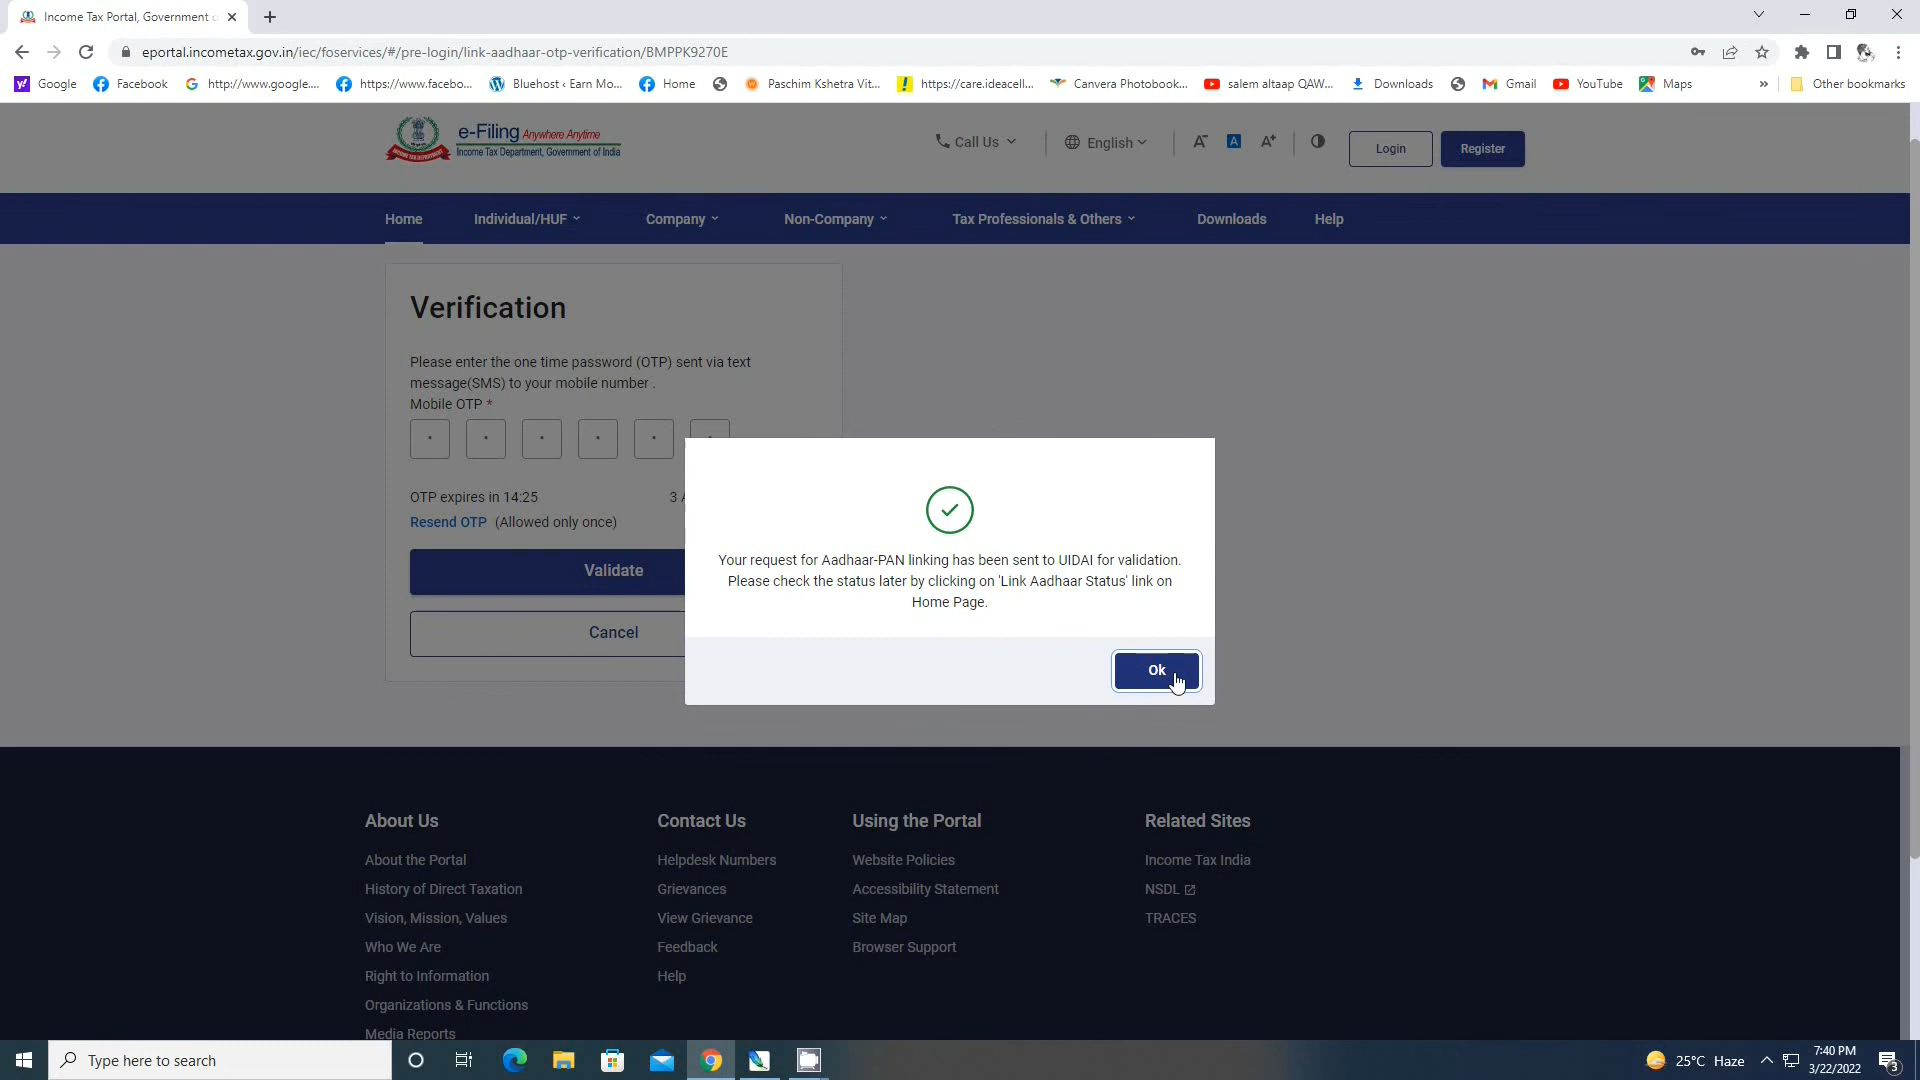 Income Tax Portal, Government o
eportal.incometax.gov.in/iec/foservices/#/pre-login/link-aadhaar-otp-verification/BMPPK9270E
Google
Facebook
http://www.google....
https://www.facebo...
Bluehost ‹ Earn Mo...
Home
Paschim Kshetra Vit...
https://care.ideacell...
Canvera Photobook...
salem altaap QAW...
Downloads
Gmail
YouTube
Maps
»
Other bookmarks
e-Filing Anywhere Anytime
Income Tax Department, Government of India
Call Us
English
A-
A
A+
Login
Register
Home
Individual/HUF
Company
Non-Company
Tax Professionals & Others
Downloads
Help
Verification
Please enter the one time password (OTP) sent via text
message(SMS) to your mobile number .
Mobile OTP *
OTP expires in 14:25
3 A
Resend OTP (Allowed only once)
Validate
Cancel
Your request for Aadhaar-PAN linking has been sent to UIDAI for validation.
Please check the status later by clicking on 'Link Aadhaar Status' link on
Home Page.
Ok
About Us
About the Portal
History of Direct Taxation
Vision, Mission, Values
Who We Are
Right to Information
Organizations & Functions
Media Reports
Contact Us
Helpdesk Numbers
Grievances
View Grievance
Feedback
Help
Using the Portal
Website Policies
Accessibility Statement
Site Map
Browser Support
Related Sites
Income Tax India
NSDL
TRACES
Type here to search
25°C Haze
7:40 PM
3/22/2022
3